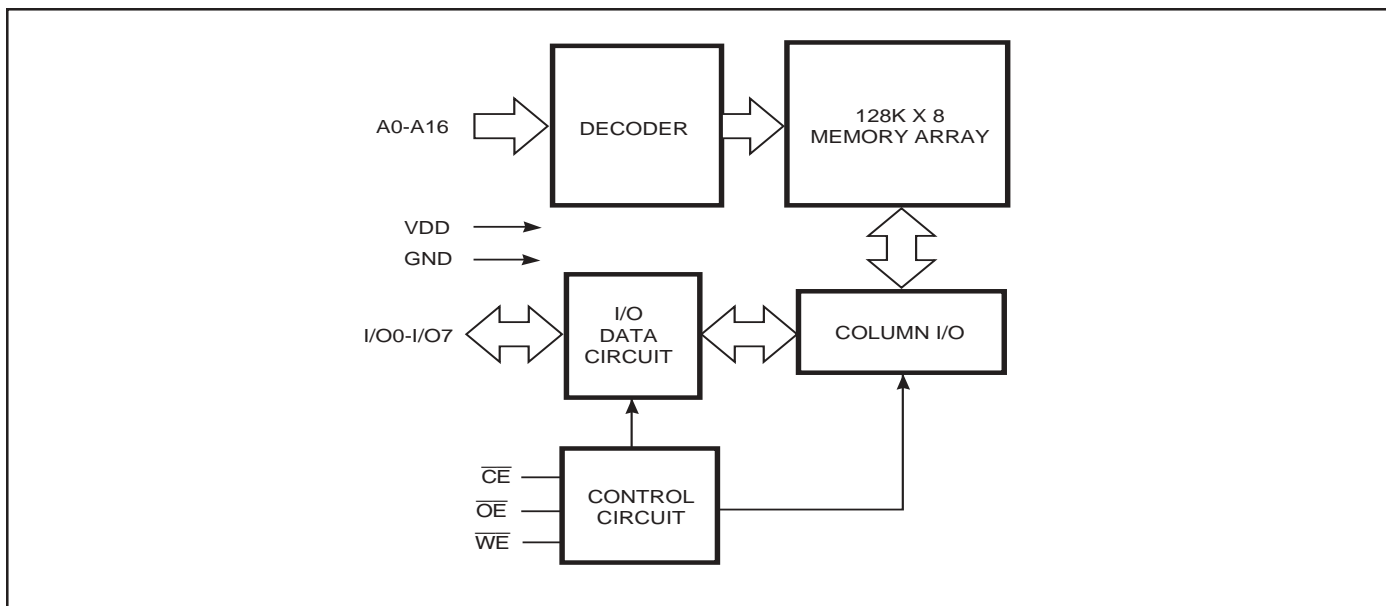 A0-A16
DECODER
128K X 8
MEMORY ARRAY
VDD
GND
I/O0-I/O7
I/O
DATA
CIRCUIT
COLUMN I/O
CE
OE
WE
CONTROL
CIRCUIT